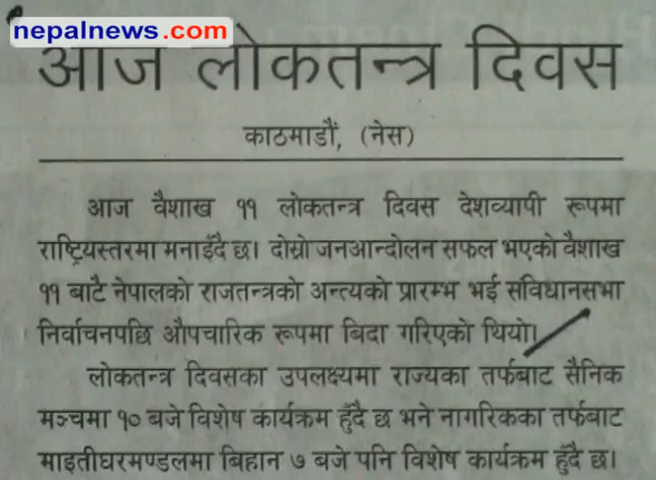 nepalnews.com
आज लोकतन्त्र दिवस
काठमाडौं, (नेस)
आज वैशाख ११ लोकतन्त्र दिवस देशव्यापी रूपमा
राष्ट्रियस्तरमा मनाइँदै छ। दोस्रो जनआन्दोलन सफल भएको वैशाख
११ बाटै नेपालको राजतन्त्रको अन्त्यको प्रारम्भ भई सविधानसभा
निर्वाचनपछि औपचारिक रूपमा बिदा गरिएको थियो।
लोकतन्त्र दिवसका उपलक्ष्यमा राज्यका तर्फबाट सैनिक
मञ्चमा १० बजे विशेष कार्यक्रम हुँदै छ भने नागरिकका तर्फबाट
माइतीघरमण्डलमा बिहान ७ बजे पनि विशेष कार्यक्रम हुँदै छ।